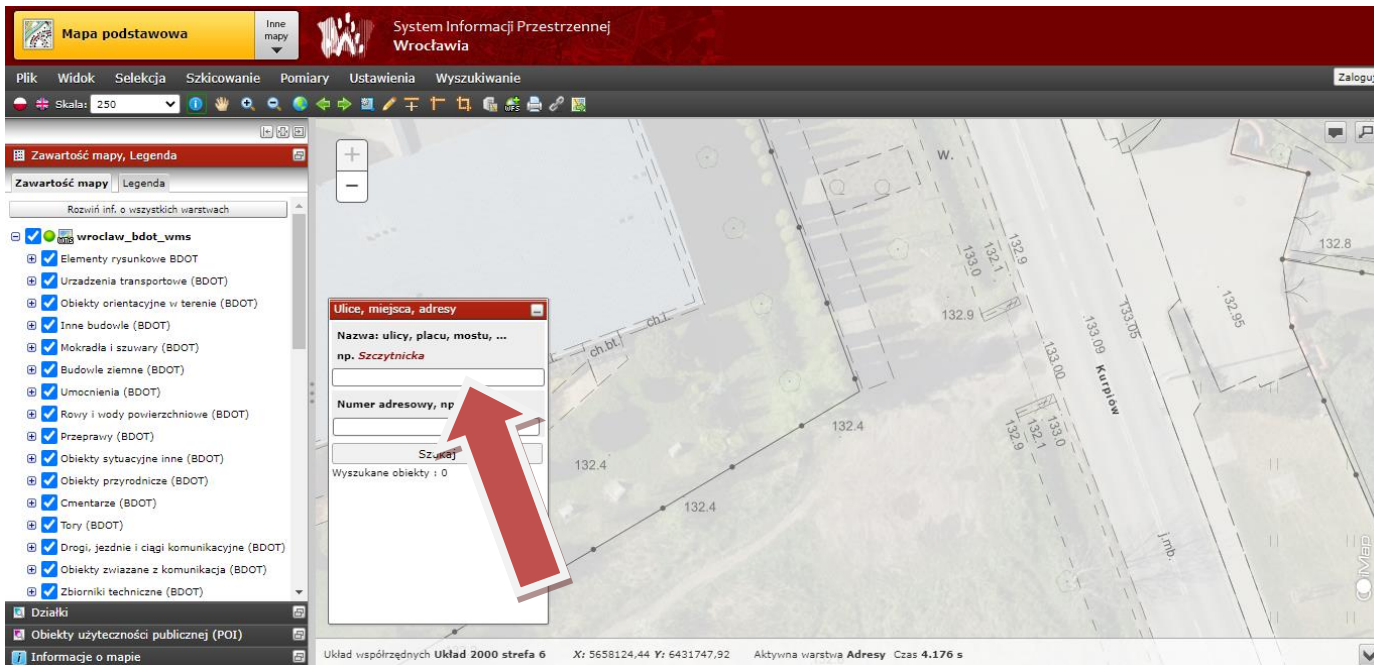 Mapa podstawowa
Inne
mapy
System Informacji Przestrzennej
Wrocławia
Plik Widok Selekcja Szkicowanie Pomiary Ustawienia Wyszukiwanie
Zaloguj
Skala: 250
WFS
Zawartość mapy, Legenda
Zawartość mapy Legenda
Rozwiń inf. o wszystkich warstwach
wroclaw_bdot_wms
Elementy rysunkowe BDOT
Urzadzenia transportowe (BDOT)
Obiekty orientacyjne w terenie (BDOT)
Inne budowle (BDOT)
Mokradła i szuwary (BDOT)
Budowle ziemne (BDOT)
Umocnienia (BDOT)
Rowy i wody powierzchniowe (BDOT)
Przeprawy (BDOT)
Obiekty sytuacyjne inne (BDOT)
Obiekty przyrodnicze (BDOT)
Cmentarze (BDOT)
Tory (BDOT)
Drogi, jezdnie i ciągi komunikacyjne (BDOT)
Obiekty zwiazane z komunikacja (BDOT)
Zbiorniki techniczne (BDOT)
Działki
Obiekty użyteczności publicznej (POI)
Informacje o mapie
Ulice, miejsca, adresy
Nazwa: ulicy, placu, mostu, ...
np. Szczytnicka
Numer adresowy, np
Szukaj
Wyszukane obiekty : 0
w.
132.9
132.1
133.0
132.8
132.95
133.05
133.09
Kurpiów
132.9
133.00
ch.l.
ch.bt.
133.0
132.1
132.9
132.4
132.4
132.4
j.mb.
iMap
Układ współrzędnych Układ 2000 strefa 6 X: 5658124,44 Y: 6431747,92 Aktywna warstwa Adresy Czas 4.176 s